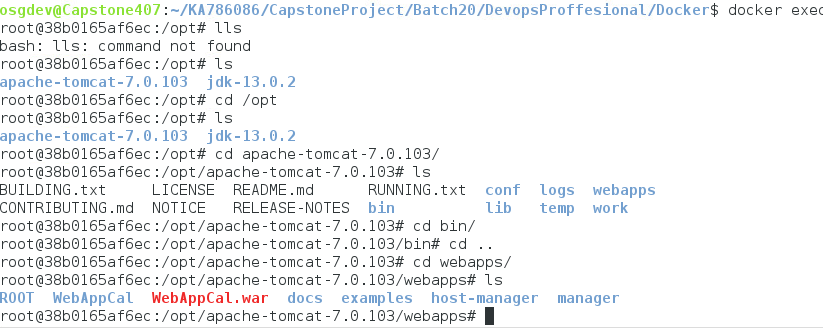 osgdev@Capstone407:~/KA786086/CapstoneProject/Batch20/DevopsProffesional/Docker$ docker exec
root@38b0165af6ec:/opt# lls
bash: lls: command not found
root@38b0165af6ec:/opt# ls
apache-tomcat-7.0.103  jdk-13.0.2
root@38b0165af6ec:/opt# cd /opt
root@38b0165af6ec:/opt# ls
apache-tomcat-7.0.103  jdk-13.0.2
root@38b0165af6ec:/opt# cd apache-tomcat-7.0.103/
root@38b0165af6ec:/opt/apache-tomcat-7.0.103# ls
BUILDING.txt     LICENSE  README.md      RUNNING.txt  conf  logs  webapps
CONTRIBUTING.md  NOTICE   RELEASE-NOTES  bin          lib   temp  work
root@38b0165af6ec:/opt/apache-tomcat-7.0.103# cd bin/
root@38b0165af6ec:/opt/apache-tomcat-7.0.103/bin# cd ..
root@38b0165af6ec:/opt/apache-tomcat-7.0.103# cd webapps/
root@38b0165af6ec:/opt/apache-tomcat-7.0.103/webapps# ls
ROOT  WebAppCal  WebAppCal.war  docs  examples  host-manager  manager
root@38b0165af6ec:/opt/apache-tomcat-7.0.103/webapps#